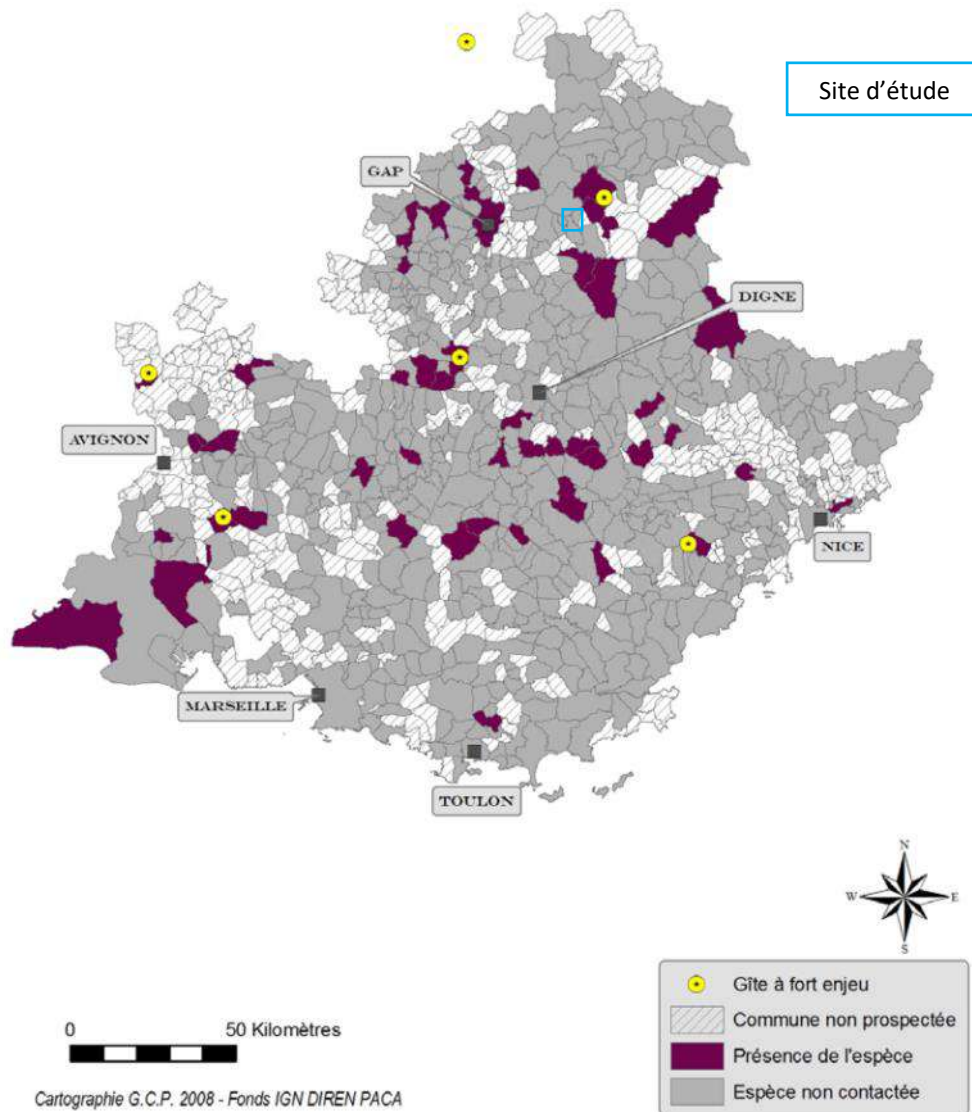 Site d'étude
GAP
DIGNE
AVIGNON
NICE
MARSEILLE
TOULON
N
W E
S
0 50 Kilomètres
Gîte à fort enjeu
Commune non prospectée
Présence de l'espèce
Espèce non contactée
Cartographie G.C.P. 2008 - Fonds IGN DIREN PACA